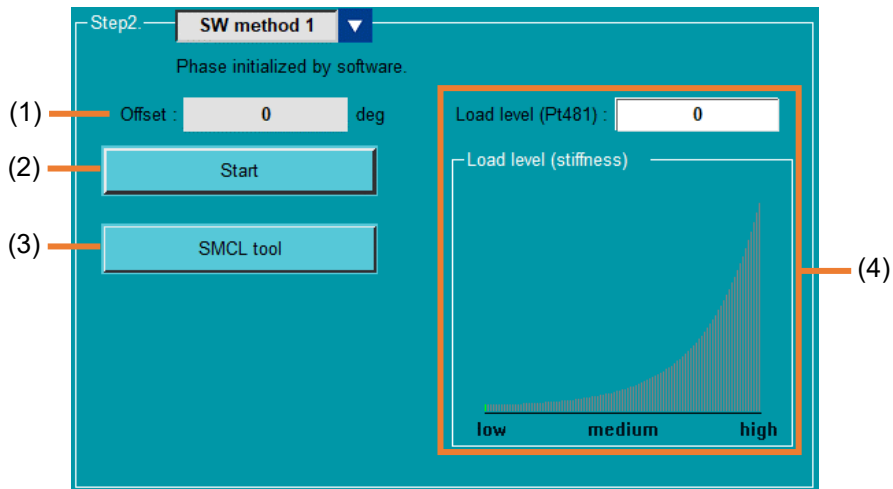 Step2. SW method 1
Phase initialized by software.
(1) Offset : 0 deg
Load level (Pt481) : 0
(2) Start
Load level (stiffness)
(3) SMCL tool
(4)
low medium high